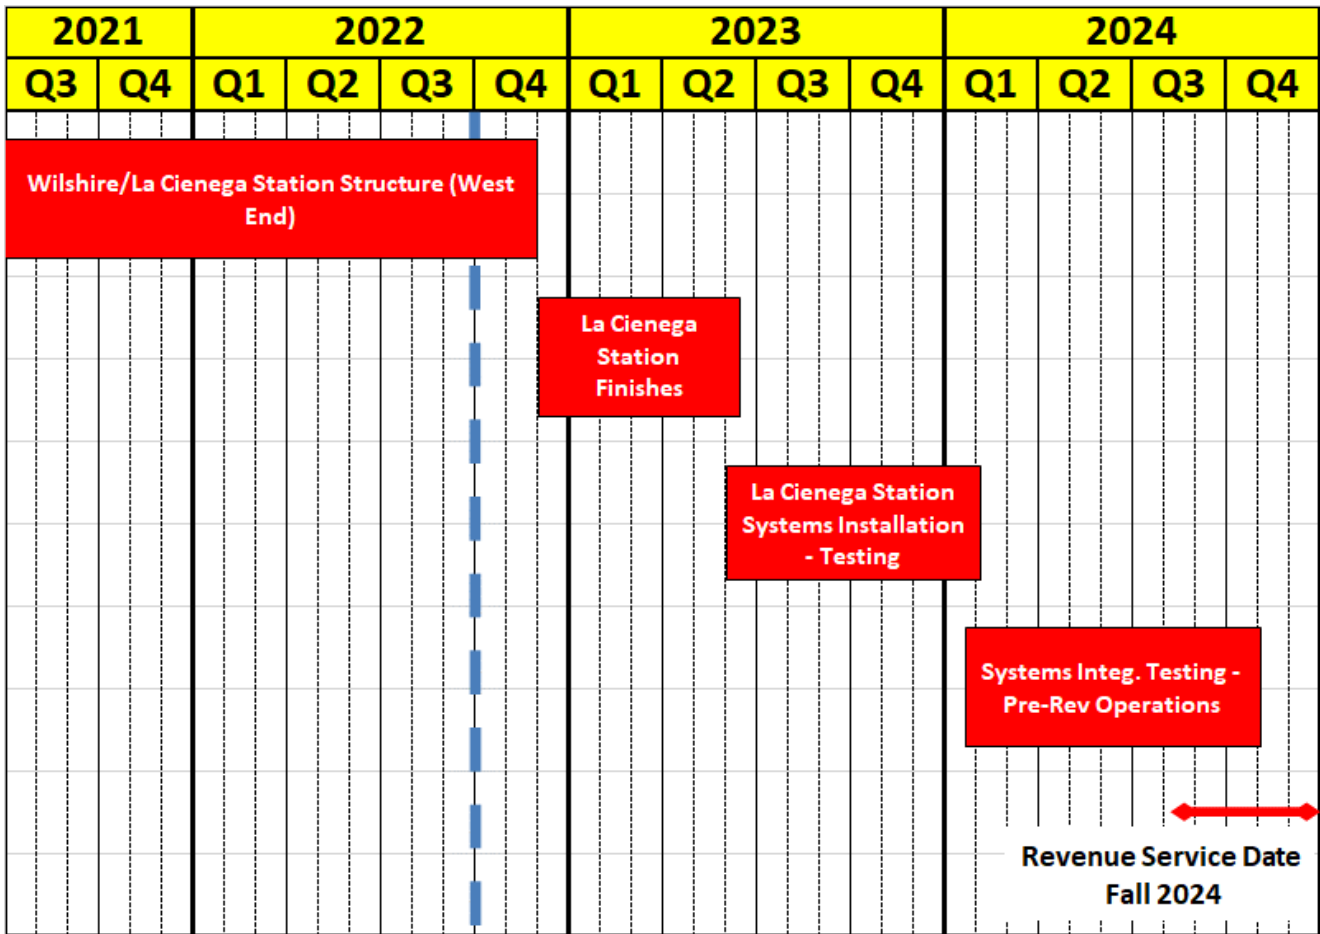 2021 2022 2023 2024
Q3 Q4 Q1 Q2 Q3 Q4 Q1 Q2 Q3 Q4 Q1 Q2 Q3 Q4
Wilshire/La Cienega Station Structure (West
End)
La Cienega
Station
Finishes
La Cienega Station
Systems Installation
- Testing
Systems Integ. Testing -
Pre-Rev Operations
Revenue Service Date
Fall 2024